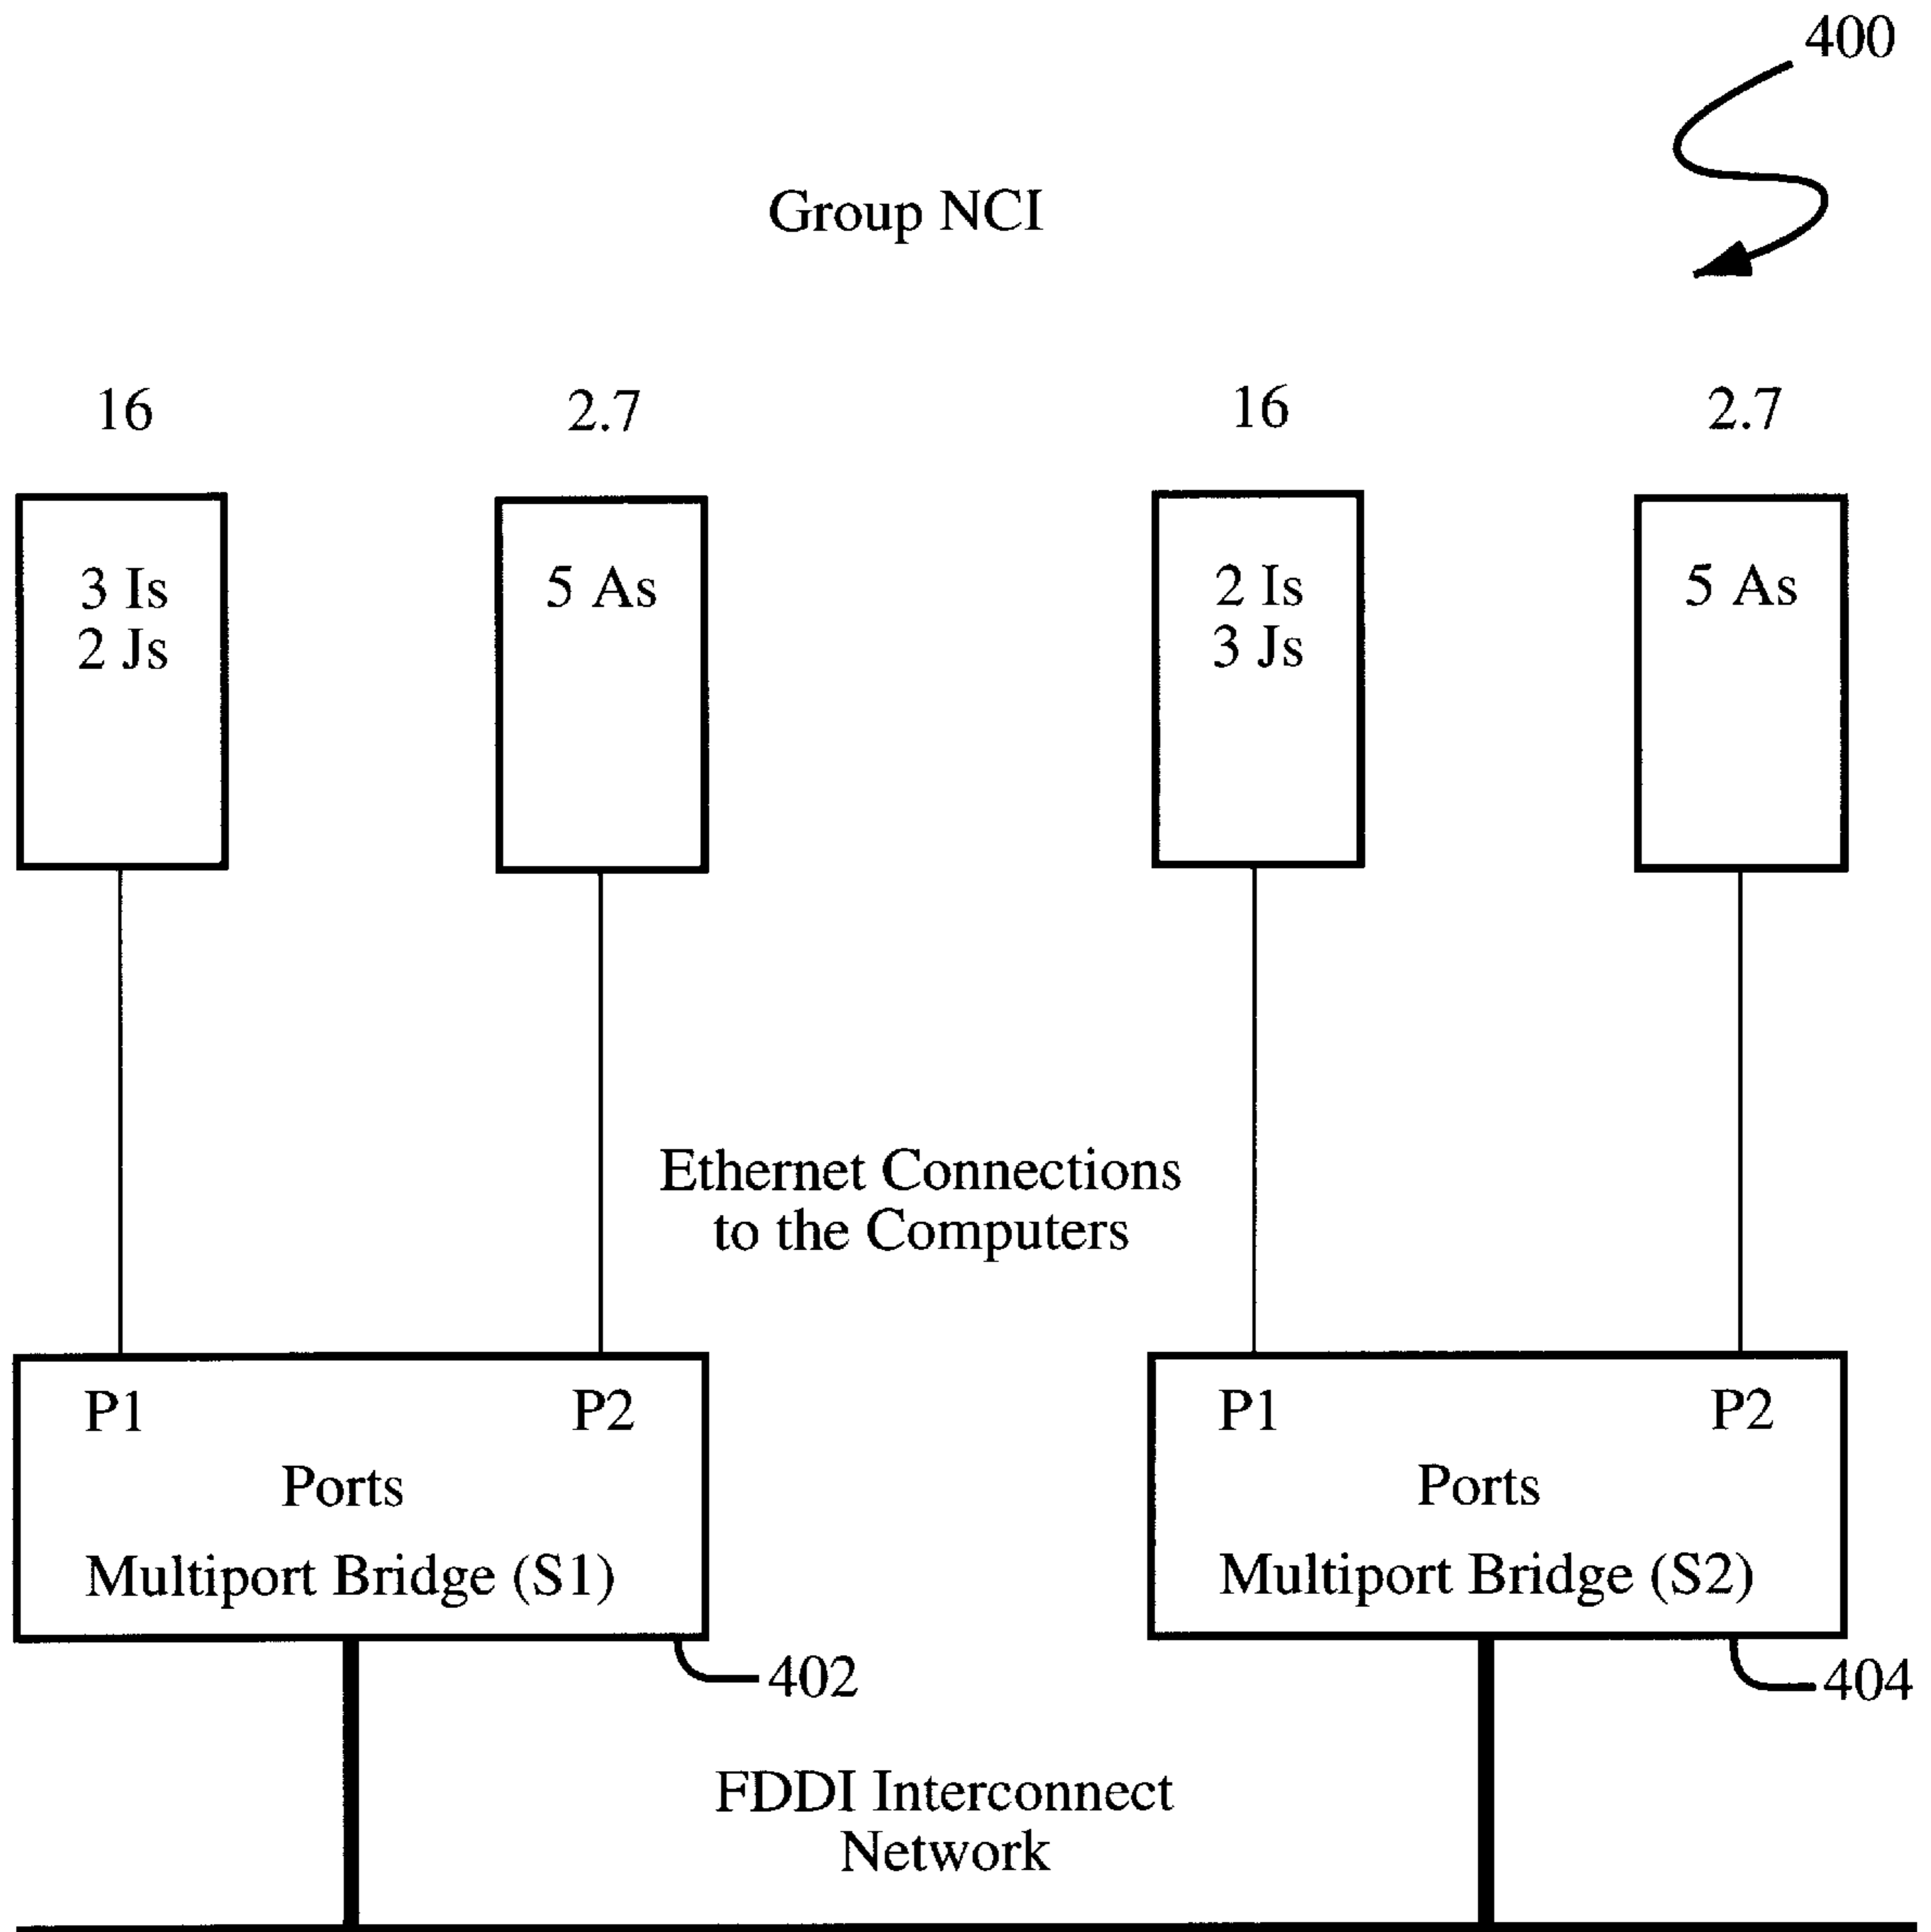 400
Group NCI
16
2.7
16
2.7
3 Is
2 Js
5 As
2 Is
3 Js
5 As
Ethernet Connections
to the Computers
P1
P2
Ports
Multiport Bridge (S1)
P1
P2
Ports
Multiport Bridge (S2)
402
404
FDDI Interconnect
Network